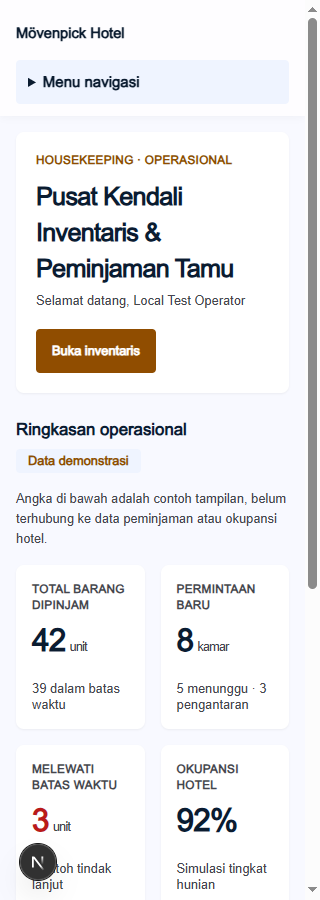 Mövenpick Hotel
Menu navigasi
HOUSEKEEPING · OPERASIONAL
Pusat Kendali
Inventaris &
Peminjaman Tamu
Selamat datang, Local Test Operator
Buka inventaris
Ringkasan operasional
Data demonstrasi
Angka di bawah adalah contoh tampilan, belum
terhubung ke data peminjaman atau okupansi
hotel.
TOTAL BARANG
DIPINJAM
42 unit
39 dalam batas
waktu
PERMINTAAN
BARU
8 kamar
5 menunggu · 3
pengantaran
MELEWATI
BATAS WAKTU
3 unit
tindak
lanjut
OKUPANSI
HOTEL
92%
Simulasi tingkat
hunian
N